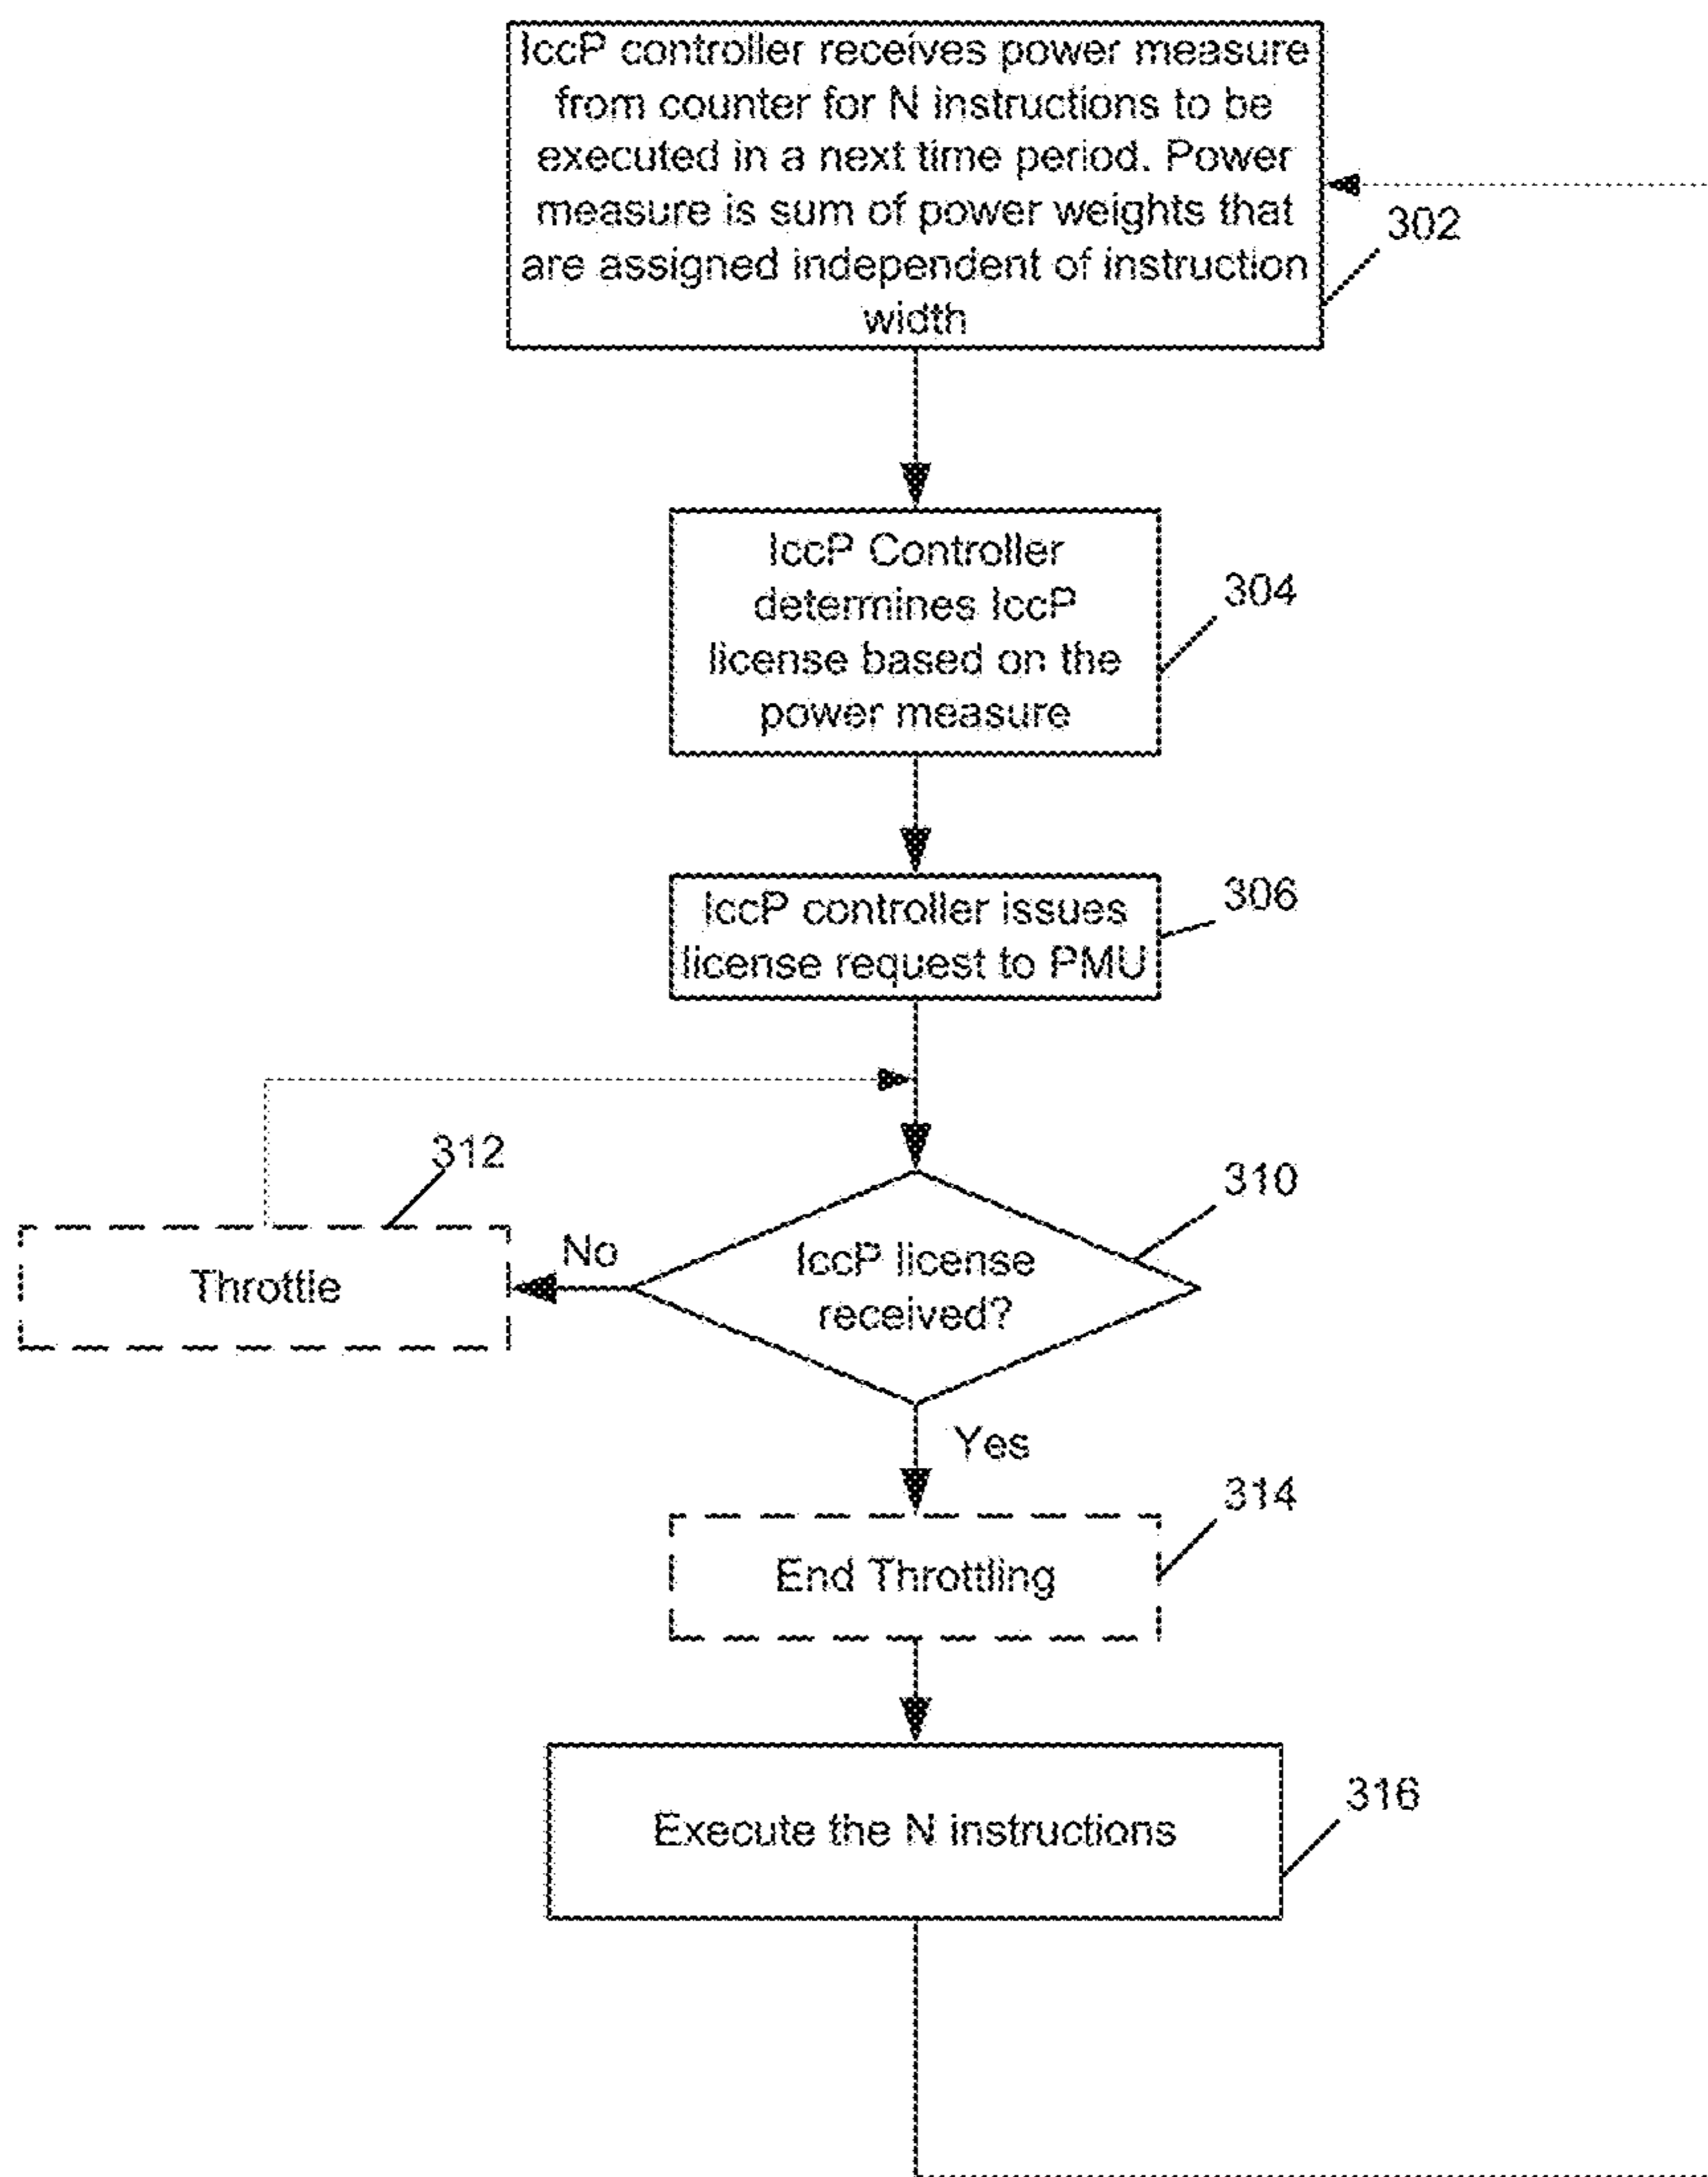 IccP controller receives power measure
from counter for N instructions to be
executed in a next time period. Power
measure is sum of power weights that
are assigned independent of instruction
width
302
IccP Controller
determines IccP
license based on the
power measure
304
IccP controller issues
license request to PMU
306
312
Throttle
No
IccP license
received?
310
Yes
End Throttling
314
Execute the N instructions
316